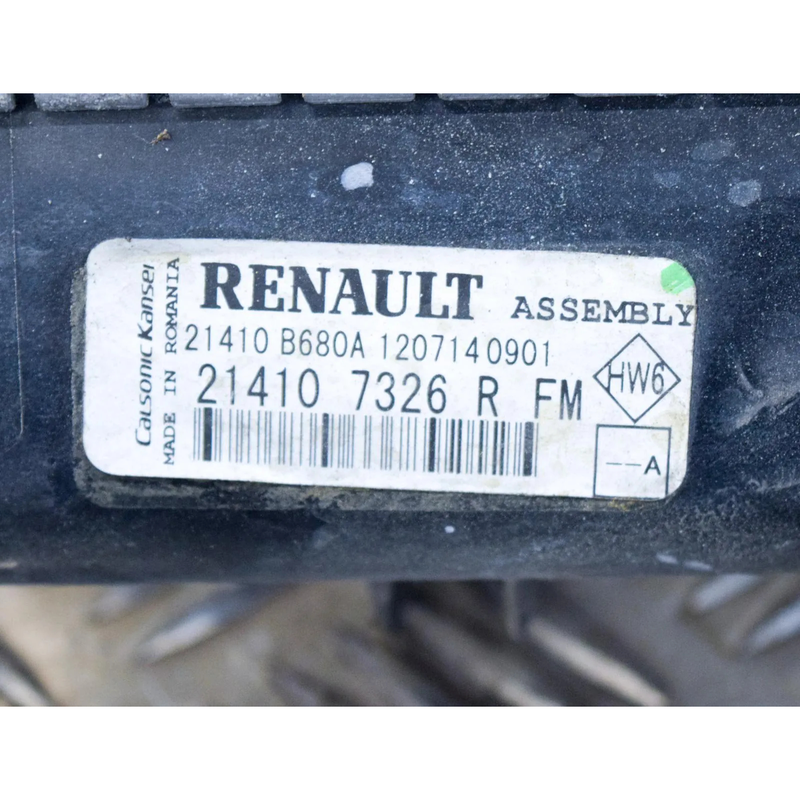 Calsonic Kansei
MADE IN ROMANIA
RENAULT ASSEMBLY
21410 B680A 1207140901
21410 7326 R FM
HW6
--A